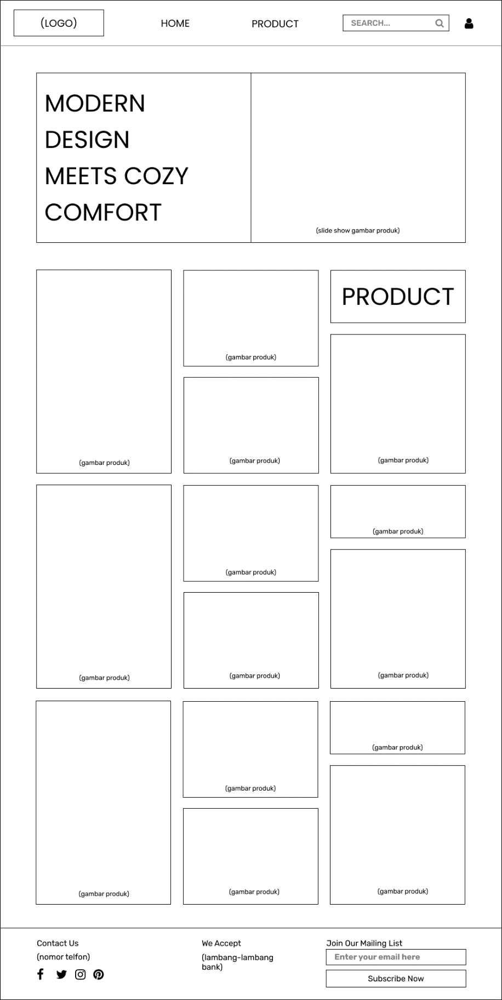 (LOGO)
HOME
PRODUCT
SEARCH...
MODERN
DESIGN
MEETS COZY
COMFORT
(slide show gambar produk)
PRODUCT
(gambar produk)
(gambar produk)
(gambar produk)
(gambar produk)
(gambar produk)
(gambar produk)
(gambar produk)
(gambar produk)
(gambar produk)
(gambar produk)
(gambar produk)
(gambar produk)
(gambar produk)
(gambar produk)
Contact Us
(nomor telfon)
We Accept
(lambang-lambang
bank)
Join Our Mailing List
Enter your email here
Subscribe Now